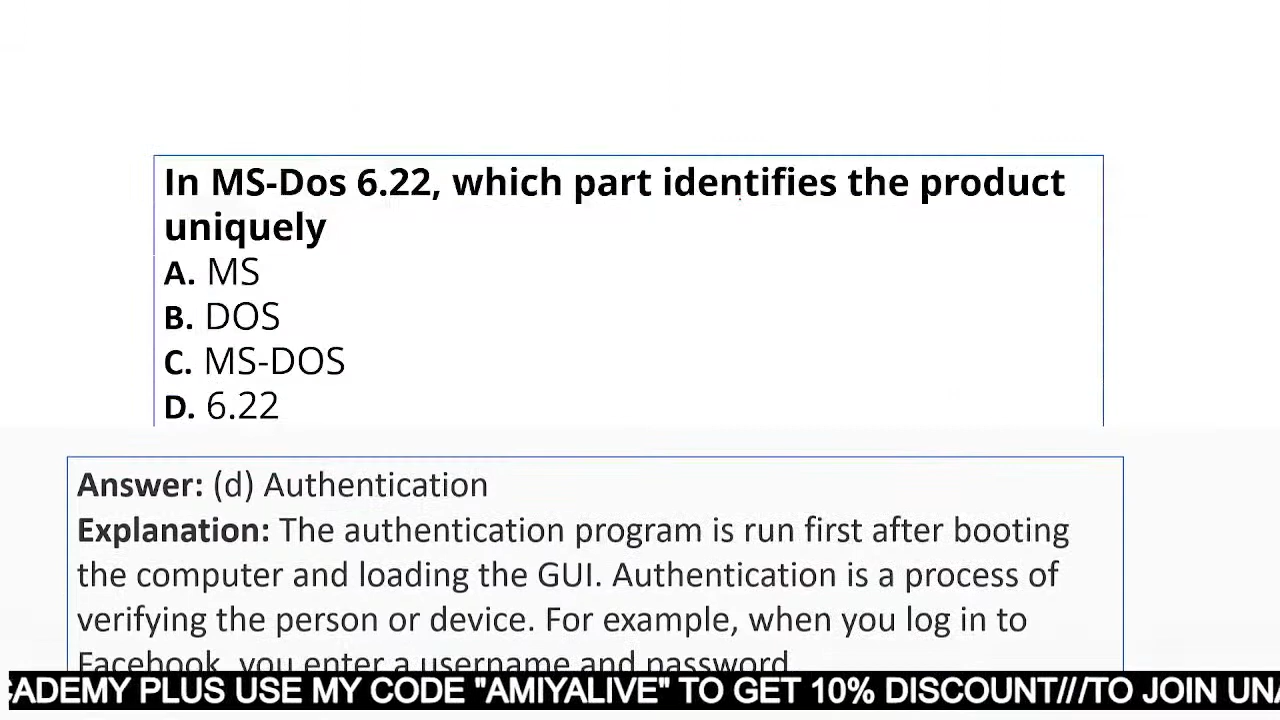 In MS-Dos 6.22, which part identifies the product
uniquely
A. MS
B. DOS
C. MS-DOS
D. 6.22
Answer: (d) Authentication
Explanation: The authentication program is run first after booting
the computer and loading the GUI. Authentication is a process of
verifying the person or device. For example, when you log in to
Facebook, you enter a username and password.
CADEMY PLUS USE MY CODE "AMIYALIVE" TO GET 10% DISCOUNT///TO JOIN UNA